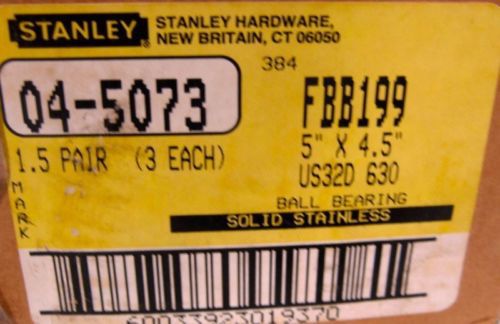 STANLEY
STANLEY HARDWARE,
NEW BRITAIN, CT 06050
384
04-5073
FBB199
5" X 4.5"
1.5 PAIR (3 EACH)
US32D 630
MARK
BALL BEARING
SOLID STAINLESS
60033923019370